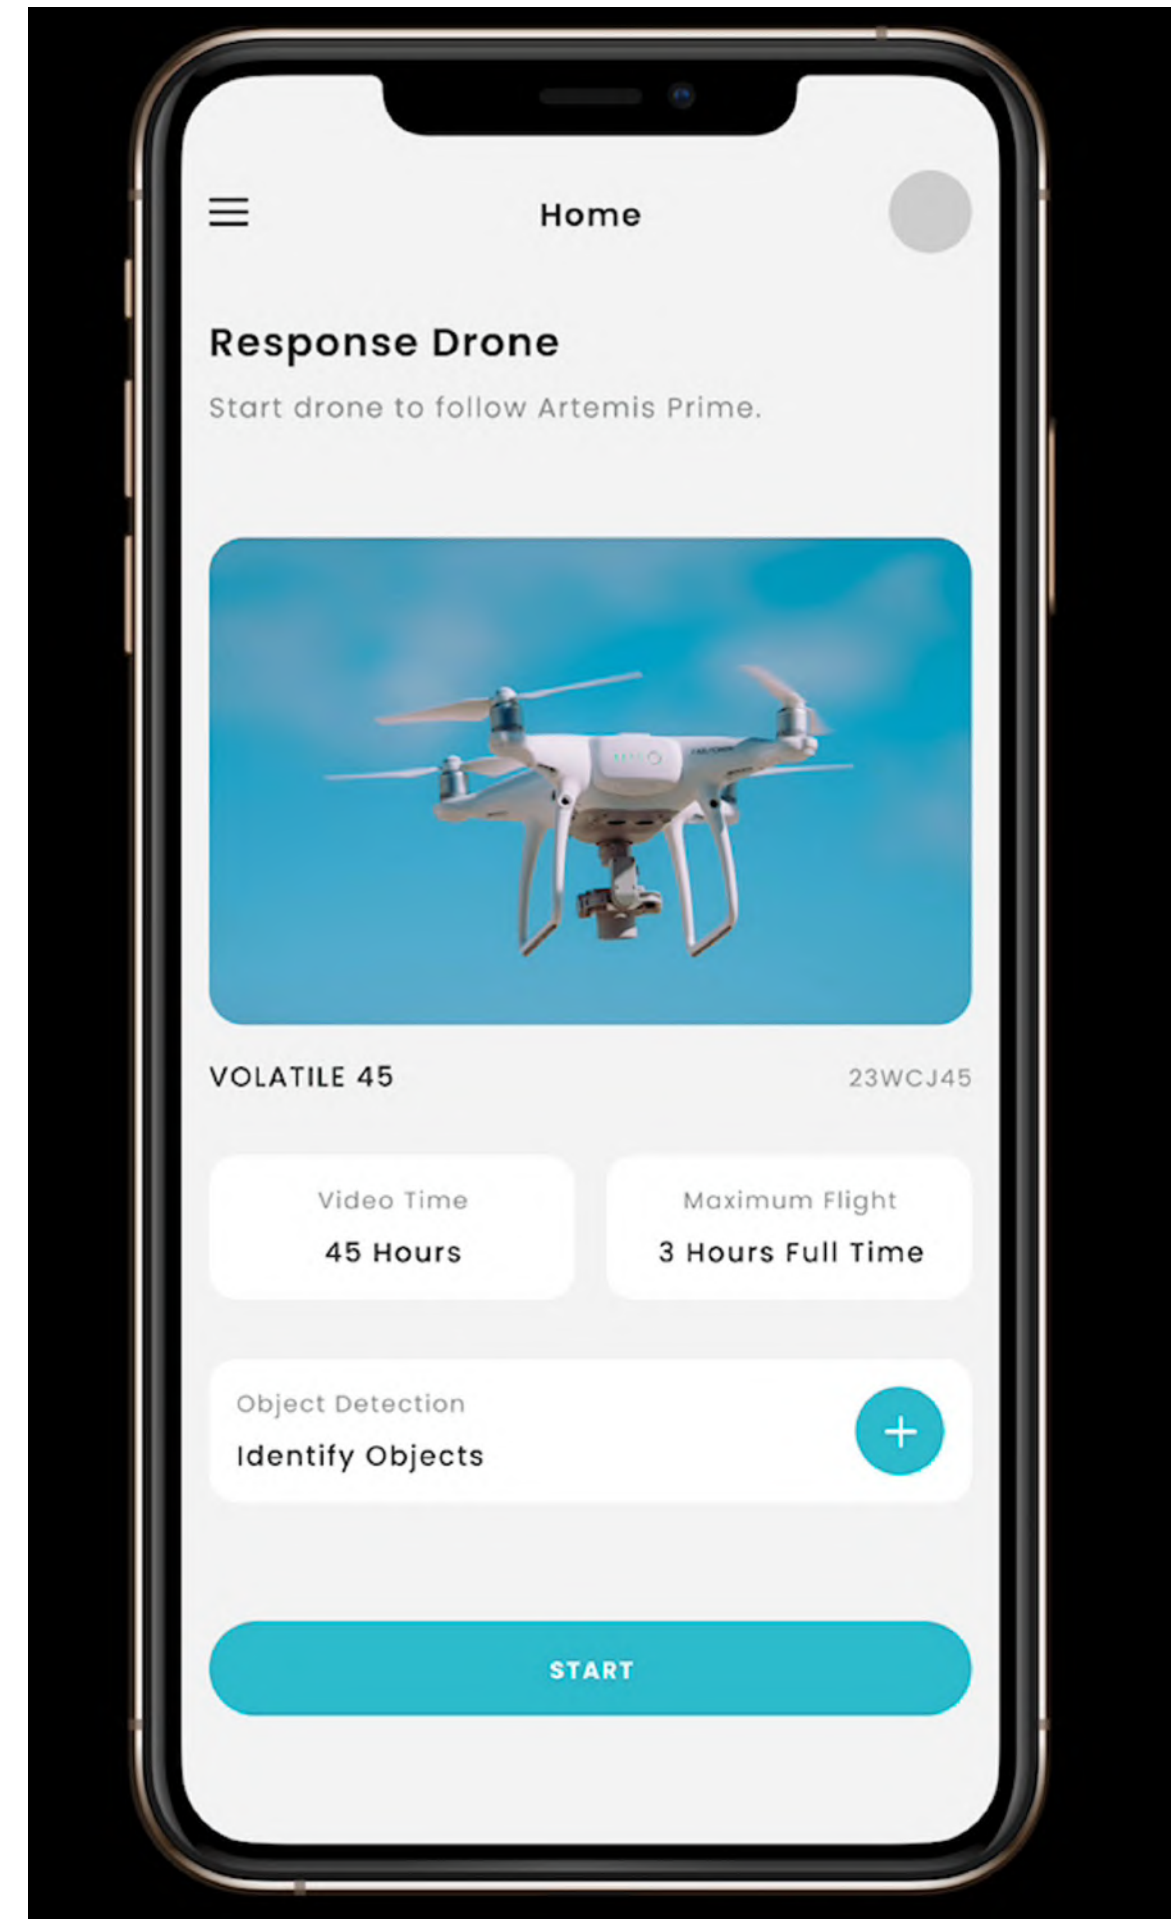 Home
Response Drone
Start drone to follow Artemis Prime.
VOLATILE 45
23WCJ45
Video Time
45 Hours
Maximum Flight
3 Hours Full Time
Object Detection
Identify Objects
START